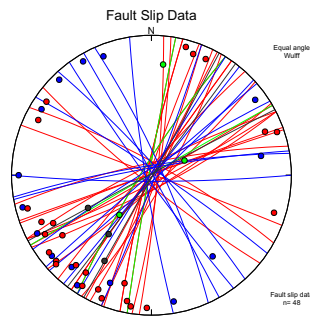 Fault Slip Data
N
Equal angle
Wulff
Fault slip dat
n= 48